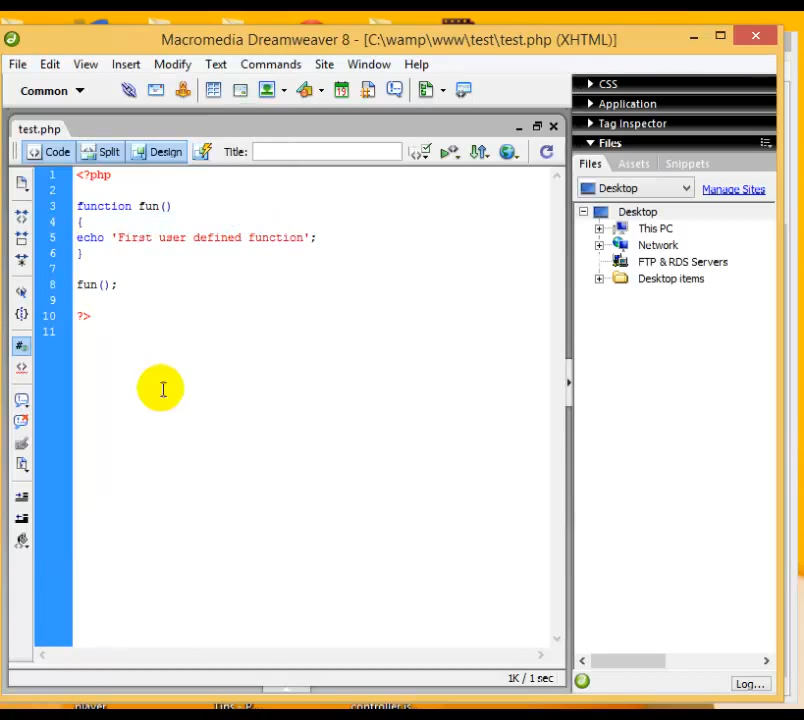 Macromedia Dreamweaver 8 - [C:\wamp\www\test\test.php (XHTML)]
File Edit View Insert Modify Text Commands Site Window Help
Common
CSS
Application
Tag Inspector
Files
Files Assets Snippets
Desktop Manage Sites
Desktop
This PC
Network
FTP & RDS Servers
Desktop items
test.php
Code Split Design Title:
1 <?php
2
3 function fun()
4 {
5 echo 'First user defined function';
6 }
7
8 fun();
9
10 ?>
11
1K / 1 sec
Log...